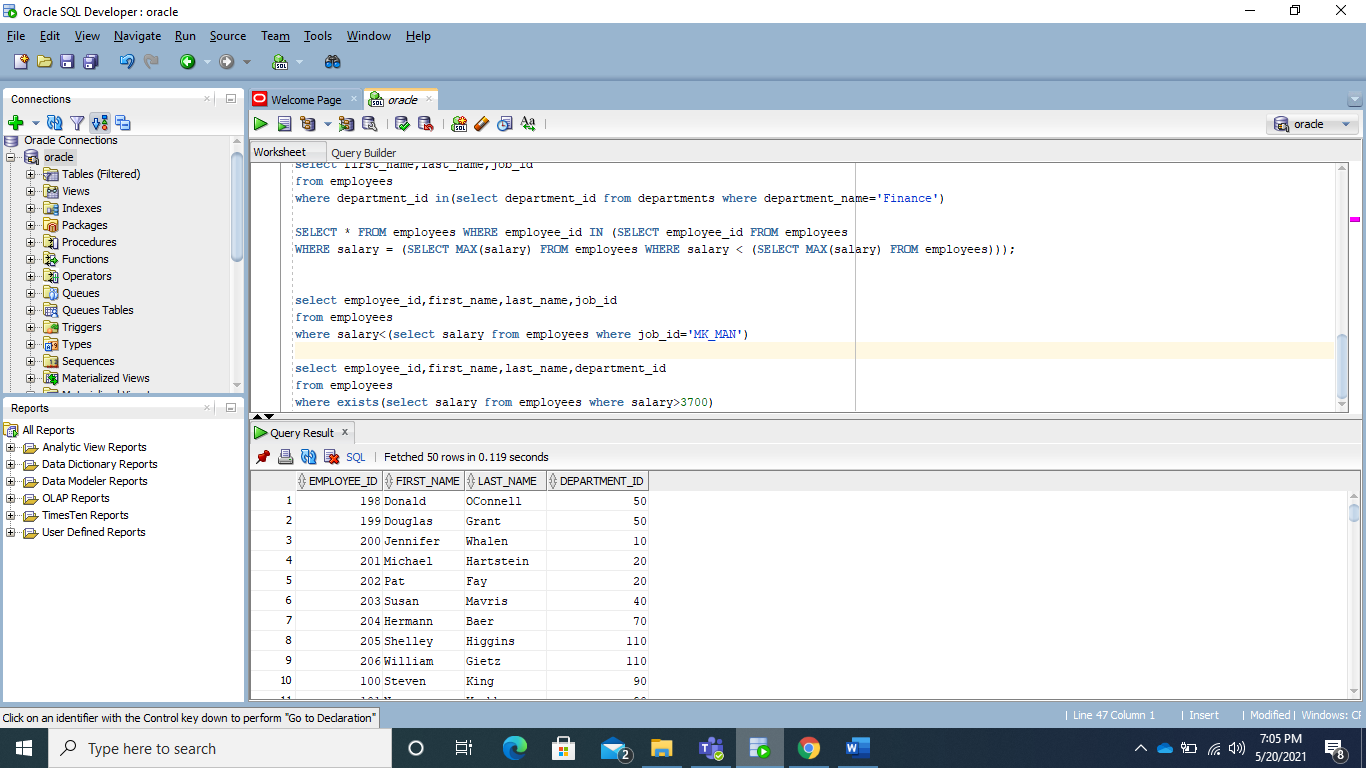 Oracle SQL Developer : oracle
File Edit View Navigate Run Source Team Tools Window Help
Connections
Oracle Connections
oracle
Tables (Filtered)
Views
Indexes
Packages
Procedures
Functions
Operators
Queues
Queues Tables
Triggers
Types
Sequences
Materialized Views
Reports
All Reports
Analytic View Reports
Data Dictionary Reports
Data Modeler Reports
OLAP Reports
TimesTen Reports
User Defined Reports
Welcome Page
oracle
oracle
Worksheet Query Builder
select first_name,last_name,job_id
from employees
where department_id in(select department_id from departments where department_name='Finance')
SELECT * FROM employees WHERE employee_id IN (SELECT employee_id FROM employees
WHERE salary = (SELECT MAX(salary) FROM employees WHERE salary < (SELECT MAX(salary) FROM employees)));
select employee_id,first_name,last_name,job_id
from employees
where salary<(select salary from employees where job_id='MK_MAN')
select employee_id,first_name,last_name,department_id
from employees
where exists(select salary from employees where salary>3700)
Query Result
SQL | Fetched 50 rows in 0.119 seconds
EMPLOYEE_ID FIRST_NAME LAST_NAME DEPARTMENT_ID
1 198 Donald OConnell 50
2 199 Douglas Grant 50
3 200 Jennifer Whalen 10
4 201 Michael Hartstein 20
5 202 Pat Fay 20
6 203 Susan Mavris 40
7 204 Hermann Baer 70
8 205 Shelley Higgins 110
9 206 William Gietz 110
10 100 Steven King 90
Click on an identifier with the Control key down to perform "Go to Declaration"
| Line 47 Column 1 | Insert | Modified | Windows: CF
Type here to search
2
7:05 PM
5/20/2021
8